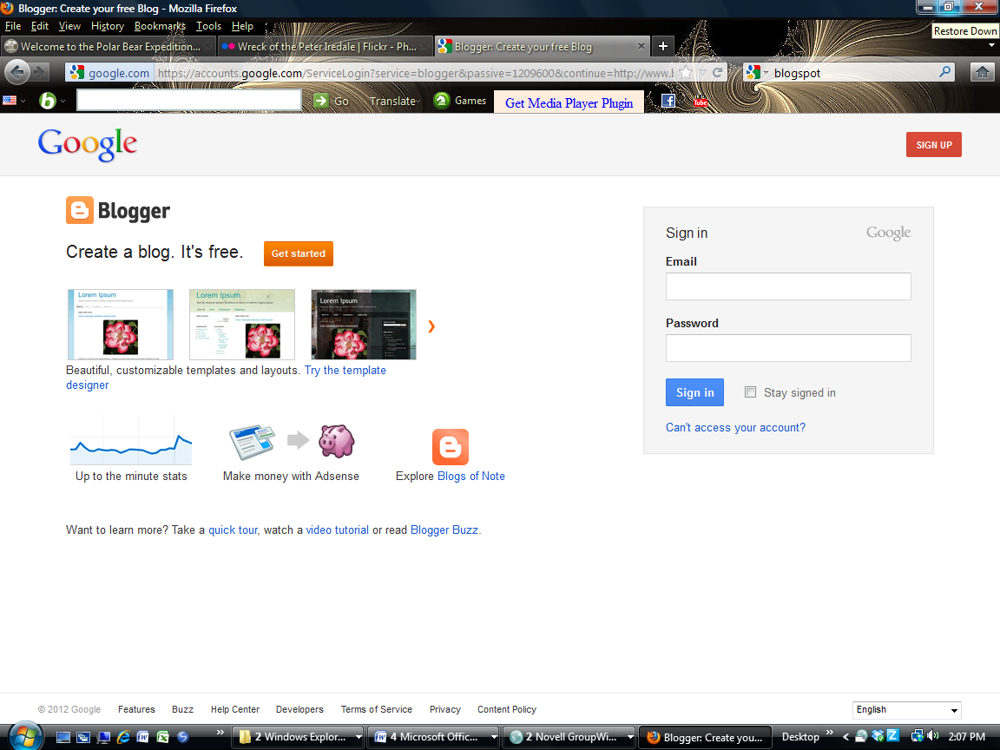 Blogger: Create your free Blog - Mozilla Firefox
File Edit View History Bookmarks Tools Help
Restore Down
Welcome to the Polar Bear Expedition... Wreck of the Peter Iredale | Flickr - Ph... Blogger: Create your free Blog
google.com https://accounts.google.com/ServiceLogin?service=blogger&passive=1209600&continue=http://www.b blogspot
Go Translate Games Get Media Player Plugin
Google SIGN UP
Blogger
Create a blog. It's free. Get started
Lorem Ipsum Lorem Ipsum Lorem Ipsum
Beautiful, customizable templates and layouts. Try the template
designer
Up to the minute stats Make money with Adsense Explore Blogs of Note
Want to learn more? Take a quick tour, watch a video tutorial or read Blogger Buzz.
Sign in Google
Email
Password
Sign in Stay signed in
Can't access your account?
© 2012 Google Features Buzz Help Center Developers Terms of Service Privacy Content Policy English
2 Windows Explor... 4 Microsoft Offic... 2 Novell GroupWi... Blogger: Create you... Desktop 2:07 PM